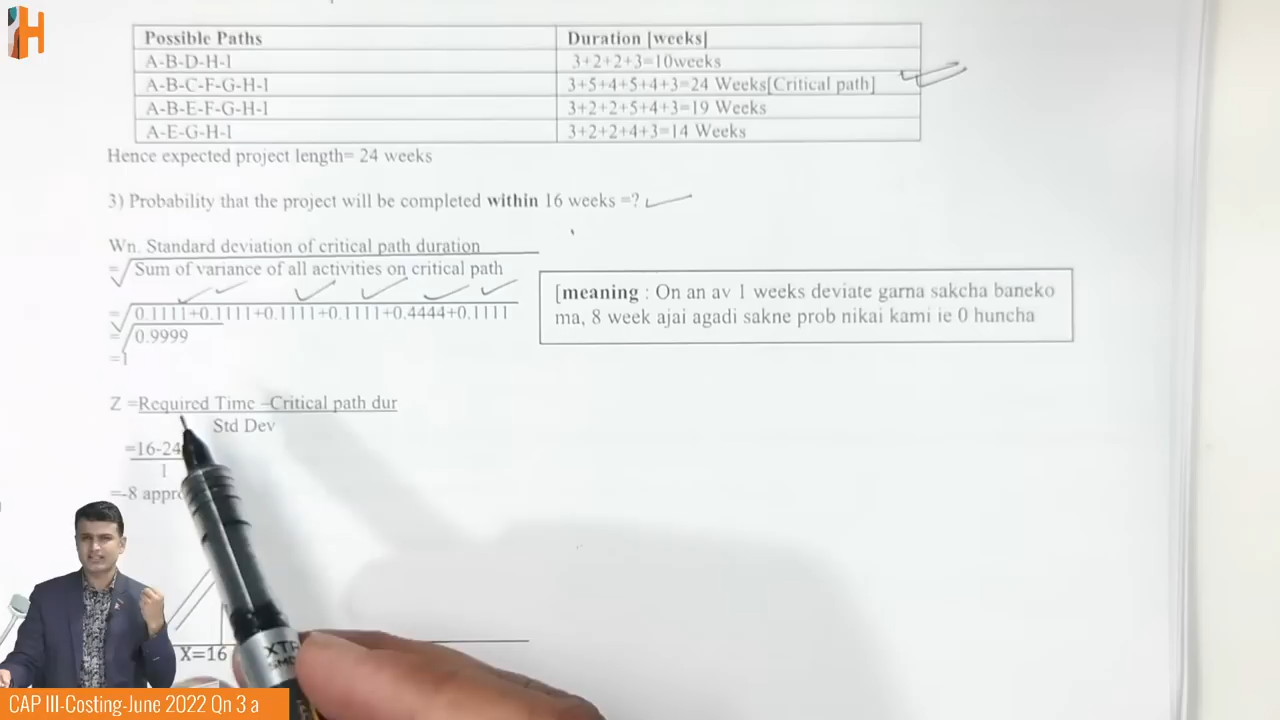 H
Possible Paths Duration [weeks]
A-B-D-H-I 3+2+2+3=10weeks
A-B-C-F-G-H-I 3+5+4+5+4+3=24 Weeks[Critical path]
A-B-E-F-G-H-I 3+2+2+5+4+3=19 Weeks
A-E-G-H-I 3+2+2+4+3=14 Weeks
Hence expected project length= 24 weeks
3) Probability that the project will be completed within 16 weeks =?
Wn. Standard deviation of critical path duration
=√Sum of variance of all activities on critical path
=√0.1111+0.1111+0.1111+0.1111+0.4444+0.1111
=√0.9999
=1
[meaning : On an av 1 weeks deviate garna sakcha baneko
ma, 8 week ajai agadi sakne prob nikai kami ie 0 huncha
Z =Required Time –Critical path dur
Std Dev
=16-24
1
=-8
X=16
CAP III-Costing-June 2022 Qn 3 a